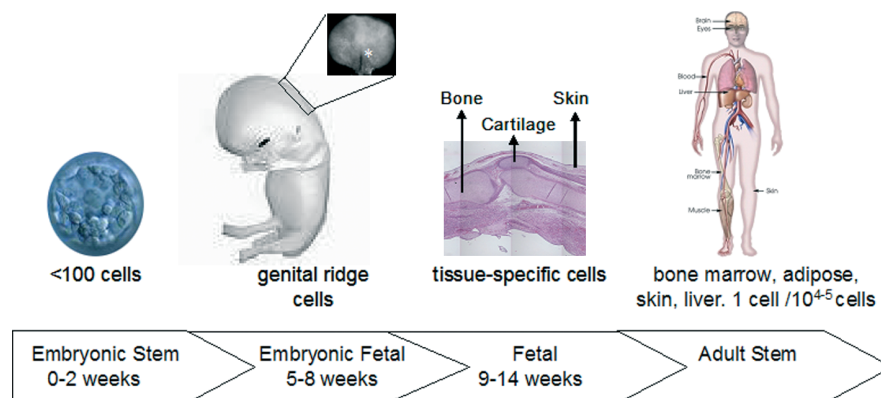 *
Bone
Skin
Cartilage
Brain
Eyes
Blood
Liver
Bone
marrow
Skin
Muscle
<100 cells
genital ridge
cells
tissue-specific cells
bone marrow, adipose,
skin, liver. 1 cell /10⁴⁻⁵ cells
Embryonic Stem
0-2 weeks
Embryonic Fetal
5-8 weeks
Fetal
9-14 weeks
Adult Stem